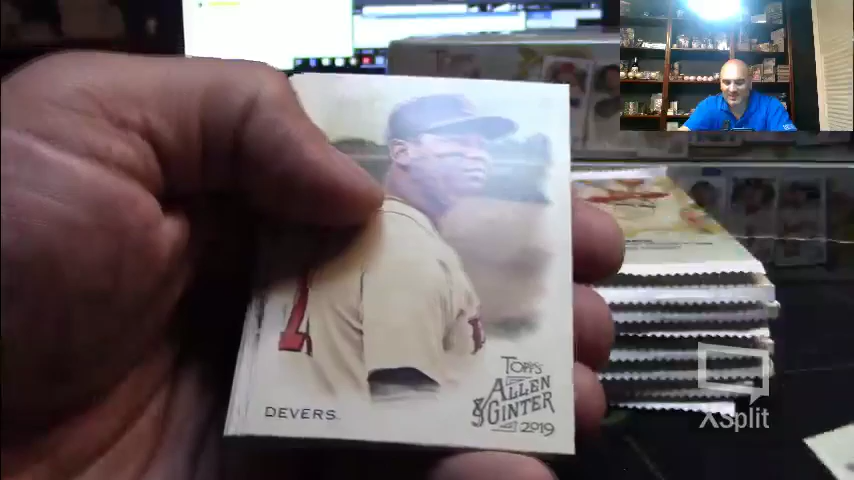 DEVERS.
TOPPS
ALLEN
& GINTER
2019
XSplit